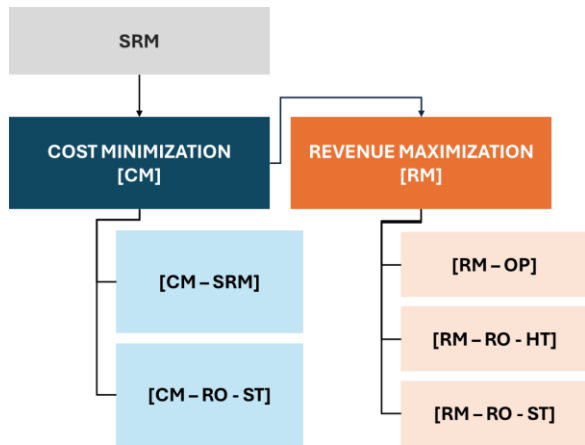 SRM
COST MINIMIZATION
[CM]
REVENUE MAXIMIZATION
[RM]
[CM – SRM]
[CM – RO - ST]
[RM – OP]
[RM – RO - HT]
[RM – RO - ST]